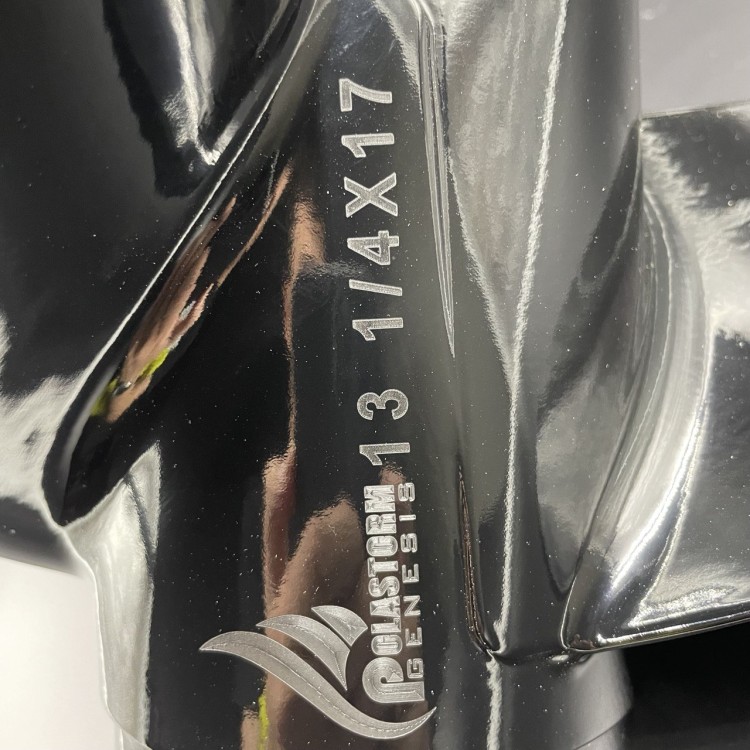 POLASTORM
GENESIS
13 1/4X17